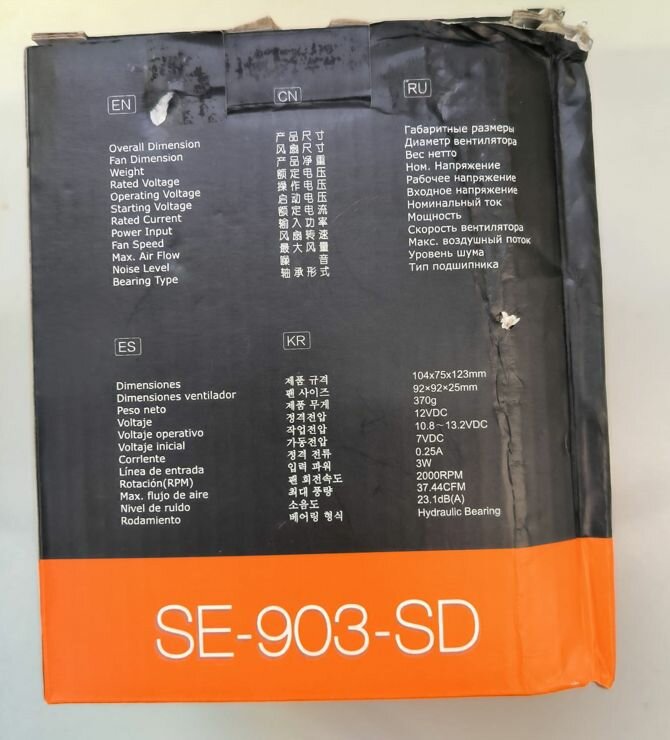 EN
Overall Dimension
Fan Dimension
Weight
Rated Voltage
Operating Voltage
Starting Voltage
Rated Current
Power Input
Fan Speed
Max. Air Flow
Noise Level
Bearing Type
CN
产品尺寸
风扇尺寸
产品净重
额定电压
操作电压
启动电压
额定电流
输入功率
风扇转速
最大风量
噪音
轴承形式
RU
Габаритные размеры
Диаметр вентилятора
Вес нетто
Ном. Напряжение
Рабочее напряжение
Входное напряжение
Номинальный ток
Мощность
Скорость вентилятора
Макс. воздушный поток
Уровень шума
Тип подшипника
ES
Dimensiones
Dimensiones ventilador
Peso neto
Voltaje
Voltaje operativo
Voltaje inicial
Corrlente
Línea de entrada
Rotación(RPM)
Max. flujo de aire
Nivel de ruido
Rodamiento
KR
제품 규격
팬 사이즈
제품 무게
정격전압
작업전압
가동전압
정격 전류
입력 파워
팬 회전속도
최대 풍량
소음도
베어링 형식
104x75x123mm
92×92×25mm
370g
12VDC
10.8~13.2VDC
7VDC
0.25A
3W
2000RPM
37.44CFM
23.1dB(A)
Hydraulic Bearing
SE-903-SD